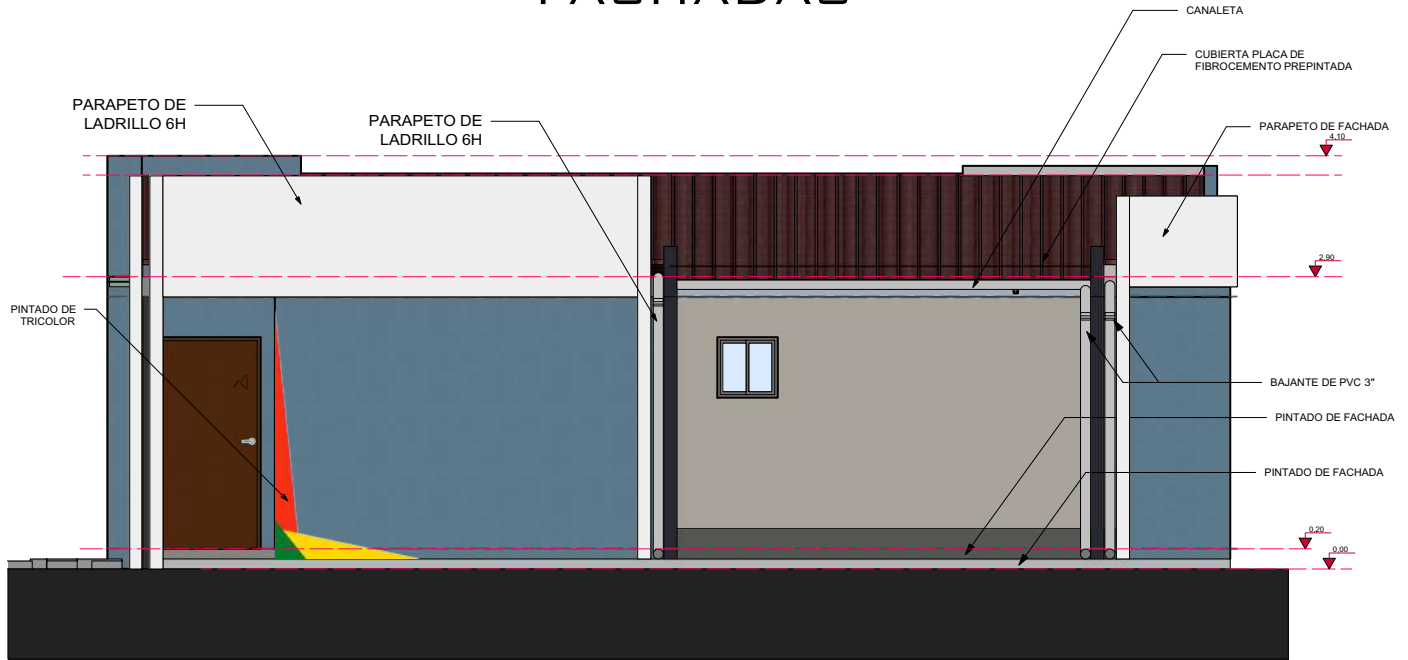 FACHADAS
CANALETA
CUBIERTA PLACA DE
FIBROCEMENTO PREPINTADA
PARAPETO DE
LADRILLO 6H
PARAPETO DE
LADRILLO 6H
PARAPETO DE FACHADA
4,10
2,90
PINTADO DE
TRICOLOR
BAJANTE DE PVC 3"
PINTADO DE FACHADA
PINTADO DE FACHADA
0,20
0,00